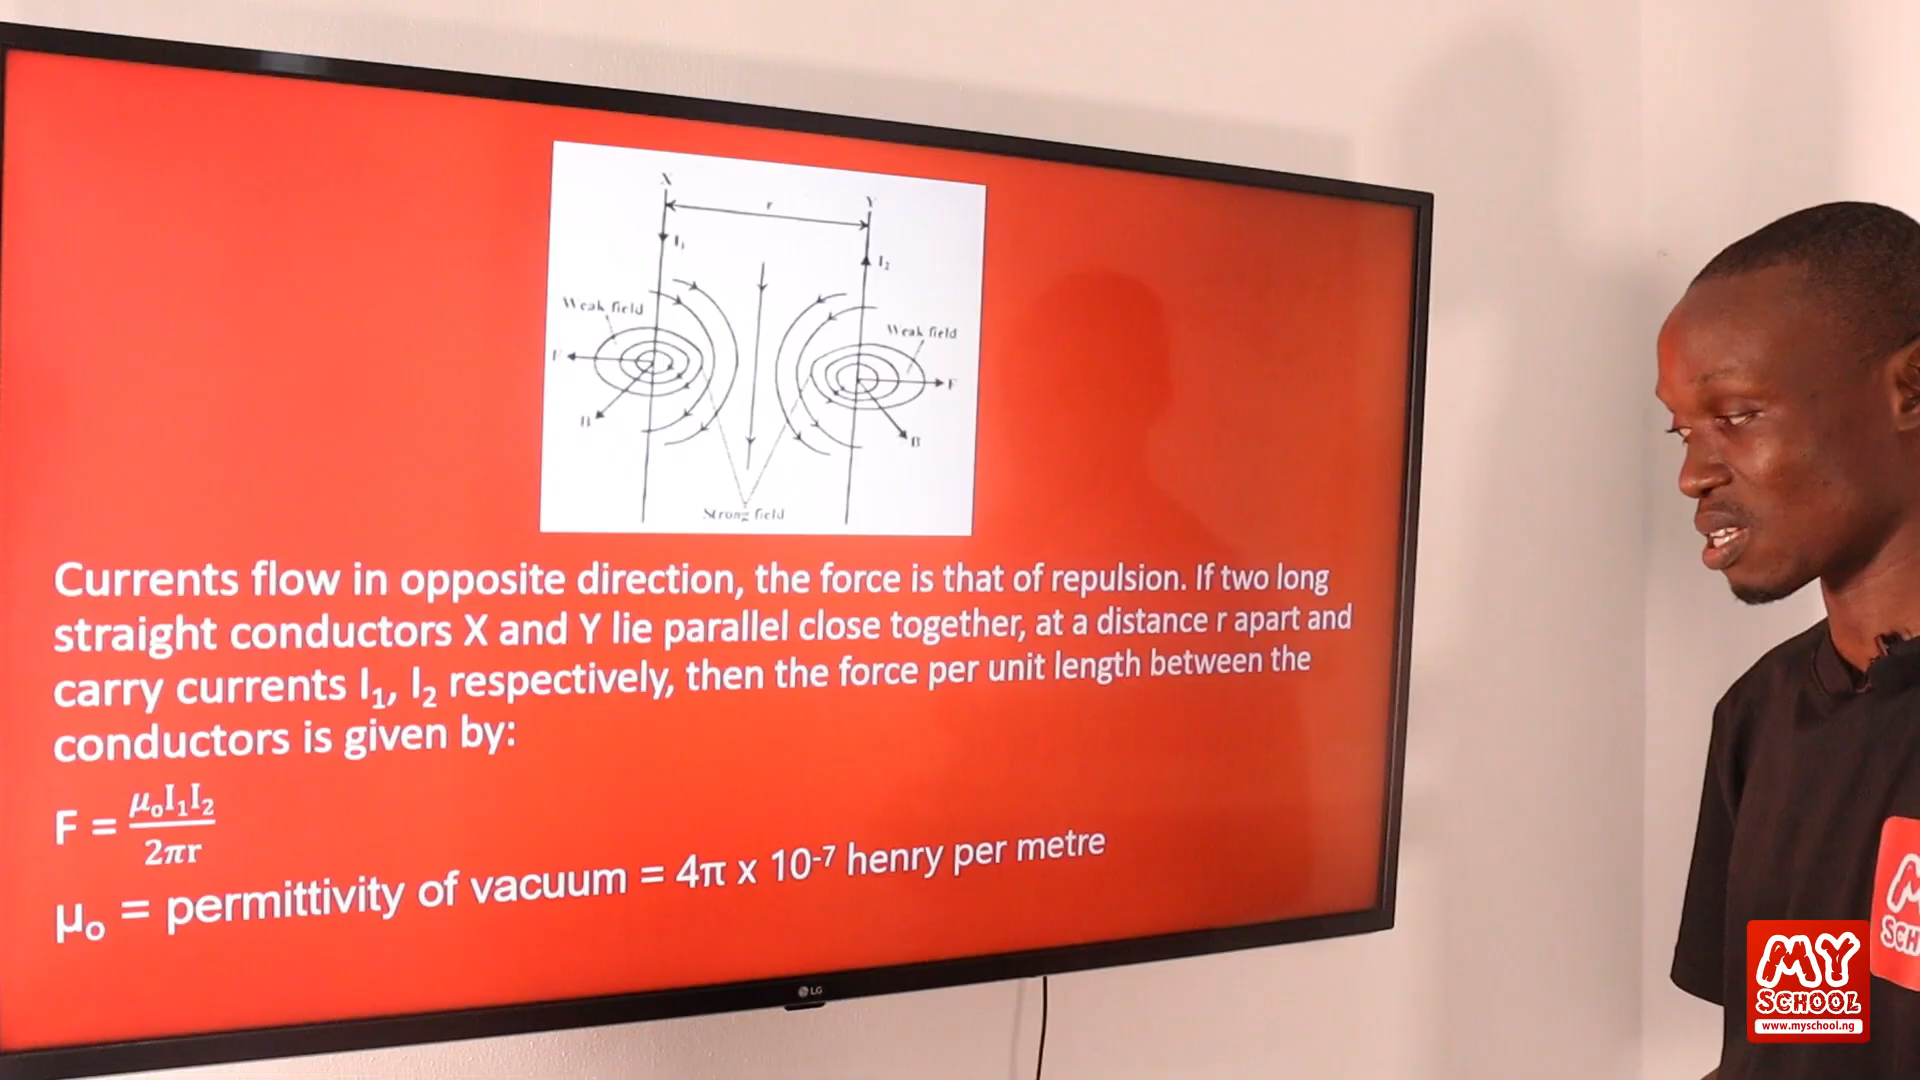 X
r
Y
I₁
I₂
Weak field
Weak field
F
F
B
B
Strong field
Currents flow in opposite direction, the force is that of repulsion. If two long
straight conductors X and Y lie parallel close together, at a distance r apart and
carry currents I₁, I₂ respectively, then the force per unit length between the
conductors is given by:
F = μₒI₁I₂ / 2πr
μₒ = permittivity of vacuum = 4π x 10⁻⁷ henry per metre
LG
M
SCH
MY
SCHOOL
www.myschool.ng